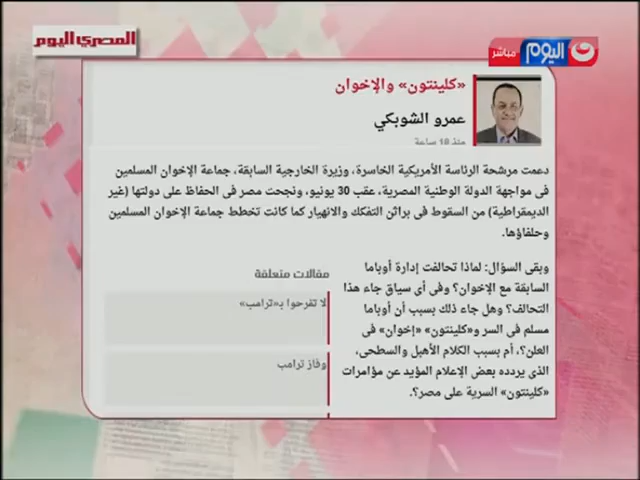 المصري اليوم
اليوم
مباشر
«كلينتون» والإخوان
عمرو الشوبكي
منذ 18 ساعة
دعمت مرشحة الرئاسة الأمريكية الخاسرة، وزيرة الخارجية السابقة، جماعة الإخوان المسلمين
فى مواجهة الدولة الوطنية المصرية، عقب 30 يونيو، ونجحت مصر فى الحفاظ على دولتها (غير
الديمقراطية) من السقوط فى براثن التفكك والانهيار كما كانت تخطط جماعة الإخوان المسلمين
وحلفاؤها.
وبقى السؤال: لماذا تحالفت إدارة أوباما
السابقة مع الإخوان؟ وفى أى سياق جاء هذا
التحالف؟ وهل جاء ذلك بسبب أن أوباما
مسلم فى السر و«كلينتون» «إخوان» فى
العلن؟، أم بسبب الكلام الأهبل والسطحى،
الذى يردده بعض الإعلام المؤيد عن مؤامرات
«كلينتون» السرية على مصر؟.
مقالات متعلقة
لا تفرحوا بـ«ترامب»
وفاز ترامب